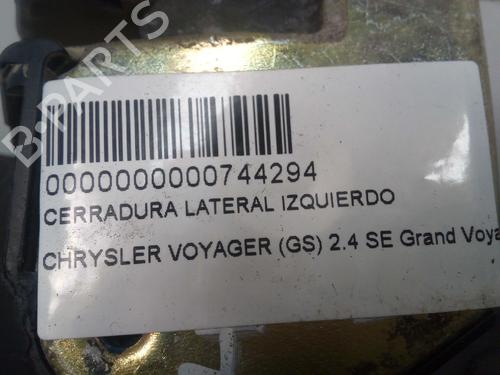 B-PARTS
0000000000744294
CERRADURA LATERAL IZQUIERDO
CHRYSLER VOYAGER (GS) 2.4 SE Grand Voya